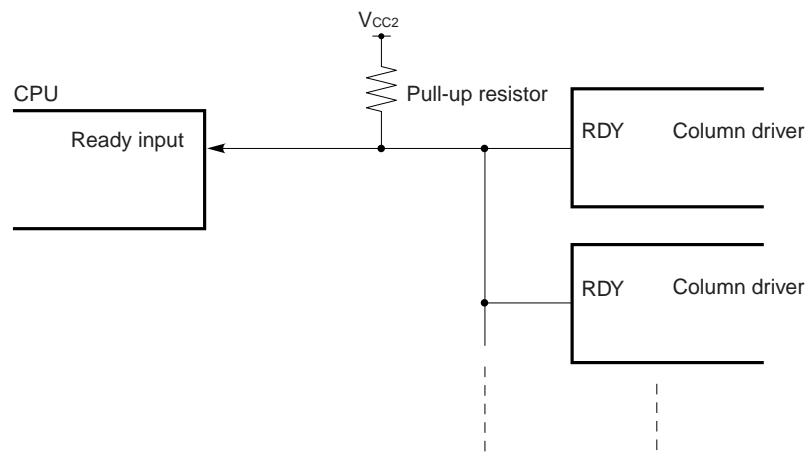 VCC2
CPU
Pull-up resistor
Ready input
RDY
Column driver
RDY
Column driver